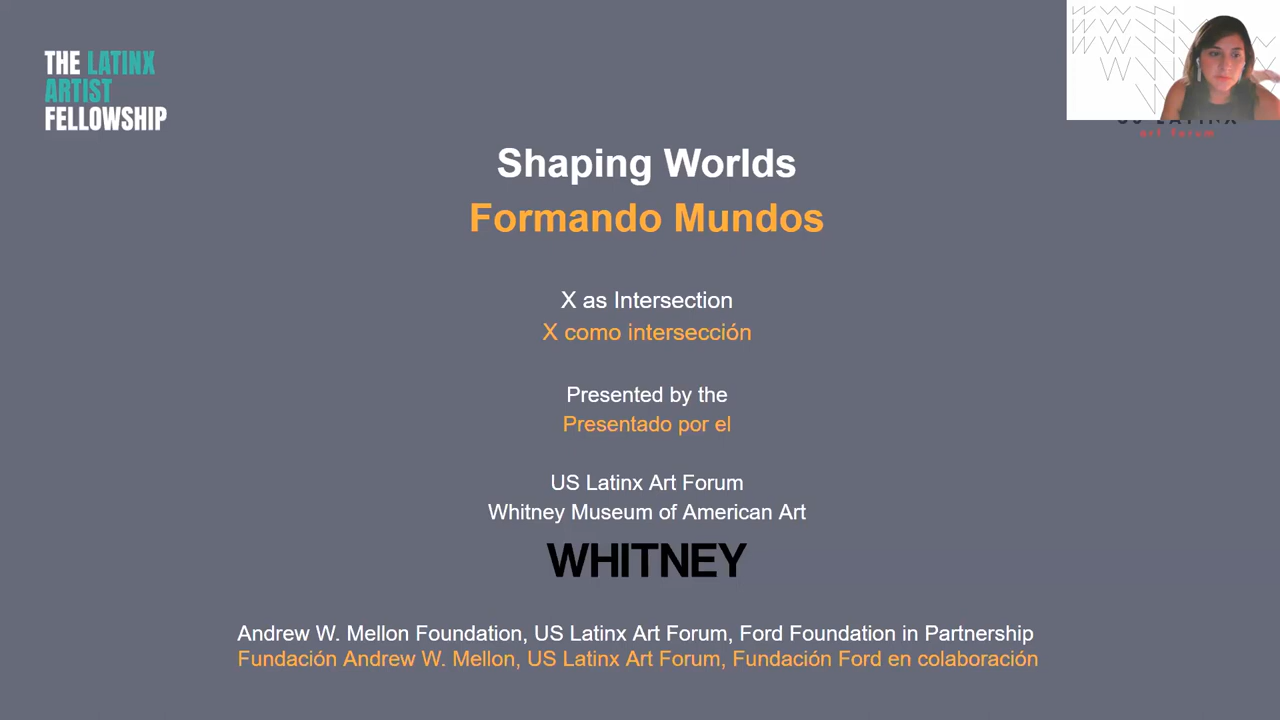 THE LATINX
ARTIST
FELLOWSHIP
art forum
Shaping Worlds
Formando Mundos
X as Intersection
X como intersección
Presented by the
Presentado por el
US Latinx Art Forum
Whitney Museum of American Art
WHITNEY
Andrew W. Mellon Foundation, US Latinx Art Forum, Ford Foundation in Partnership
Fundación Andrew W. Mellon, US Latinx Art Forum, Fundación Ford en colaboración